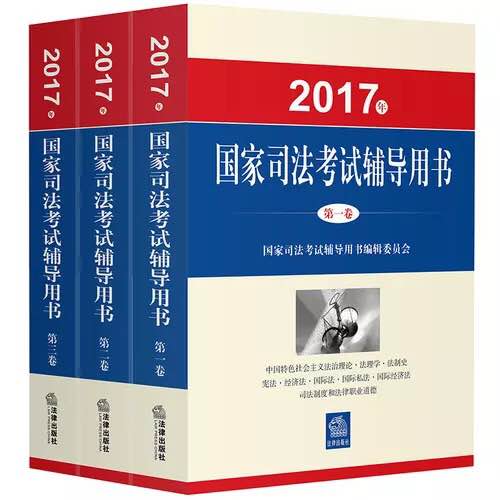 2017年
国家司法考试辅导用书
第三卷
法律出版社
2017年
国家司法考试辅导用书
第二卷
法律出版社
2017年
国家司法考试辅导用书
第一卷
法律出版社
2017年
国家司法考试辅导用书
第一卷
国家司法考试辅导用书编辑委员会
中国特色社会主义法治理论·法理学·法制史
宪法·经济法·国际法·国际私法·国际经济法
司法制度和法律职业道德
法律出版社